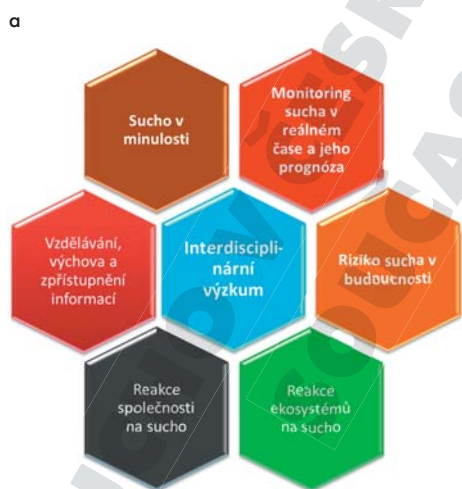 a
Sucho v
minulosti
Monitoring
sucha v
reálném
čase a jeho
prognóza
Vzdělávání,
výchova a
zpřístupnění
informací
Interdiscipli-
nární
výzkum
Riziko sucha v
budoucnosti
Reakce
společnosti
na sucho
Reakce
ekosystémů
na sucho